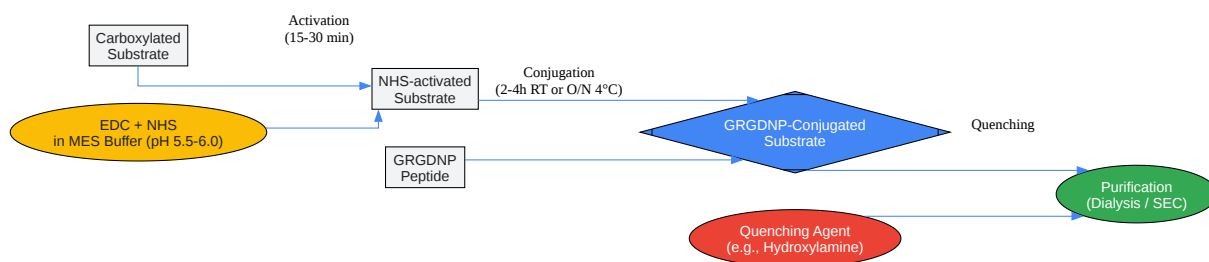 Activation
(15-30 min)
Carboxylated
Substrate
EDC + NHS
in MES Buffer (pH 5.5-6.0)
NHS-activated
Substrate
Conjugation
(2-4h RT or O/N 4°C)
GRGDNP
Peptide
GRGDNP-Conjugated
Substrate
Quenching
Quenching Agent
(e.g., Hydroxylamine)
Purification
(Dialysis / SEC)